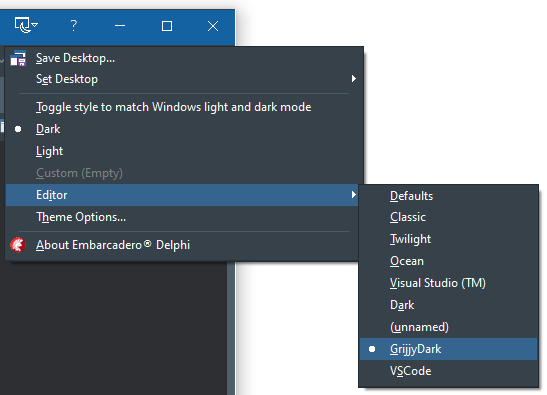 ?
Save Desktop...
Set Desktop
Toggle style to match Windows light and dark mode
Dark
Light
Custom (Empty)
Editor
Theme Options...
About Embarcadero® Delphi
Defaults
Classic
Twilight
Ocean
Visual Studio (TM)
Dark
(unnamed)
GrijjyDark
VSCode